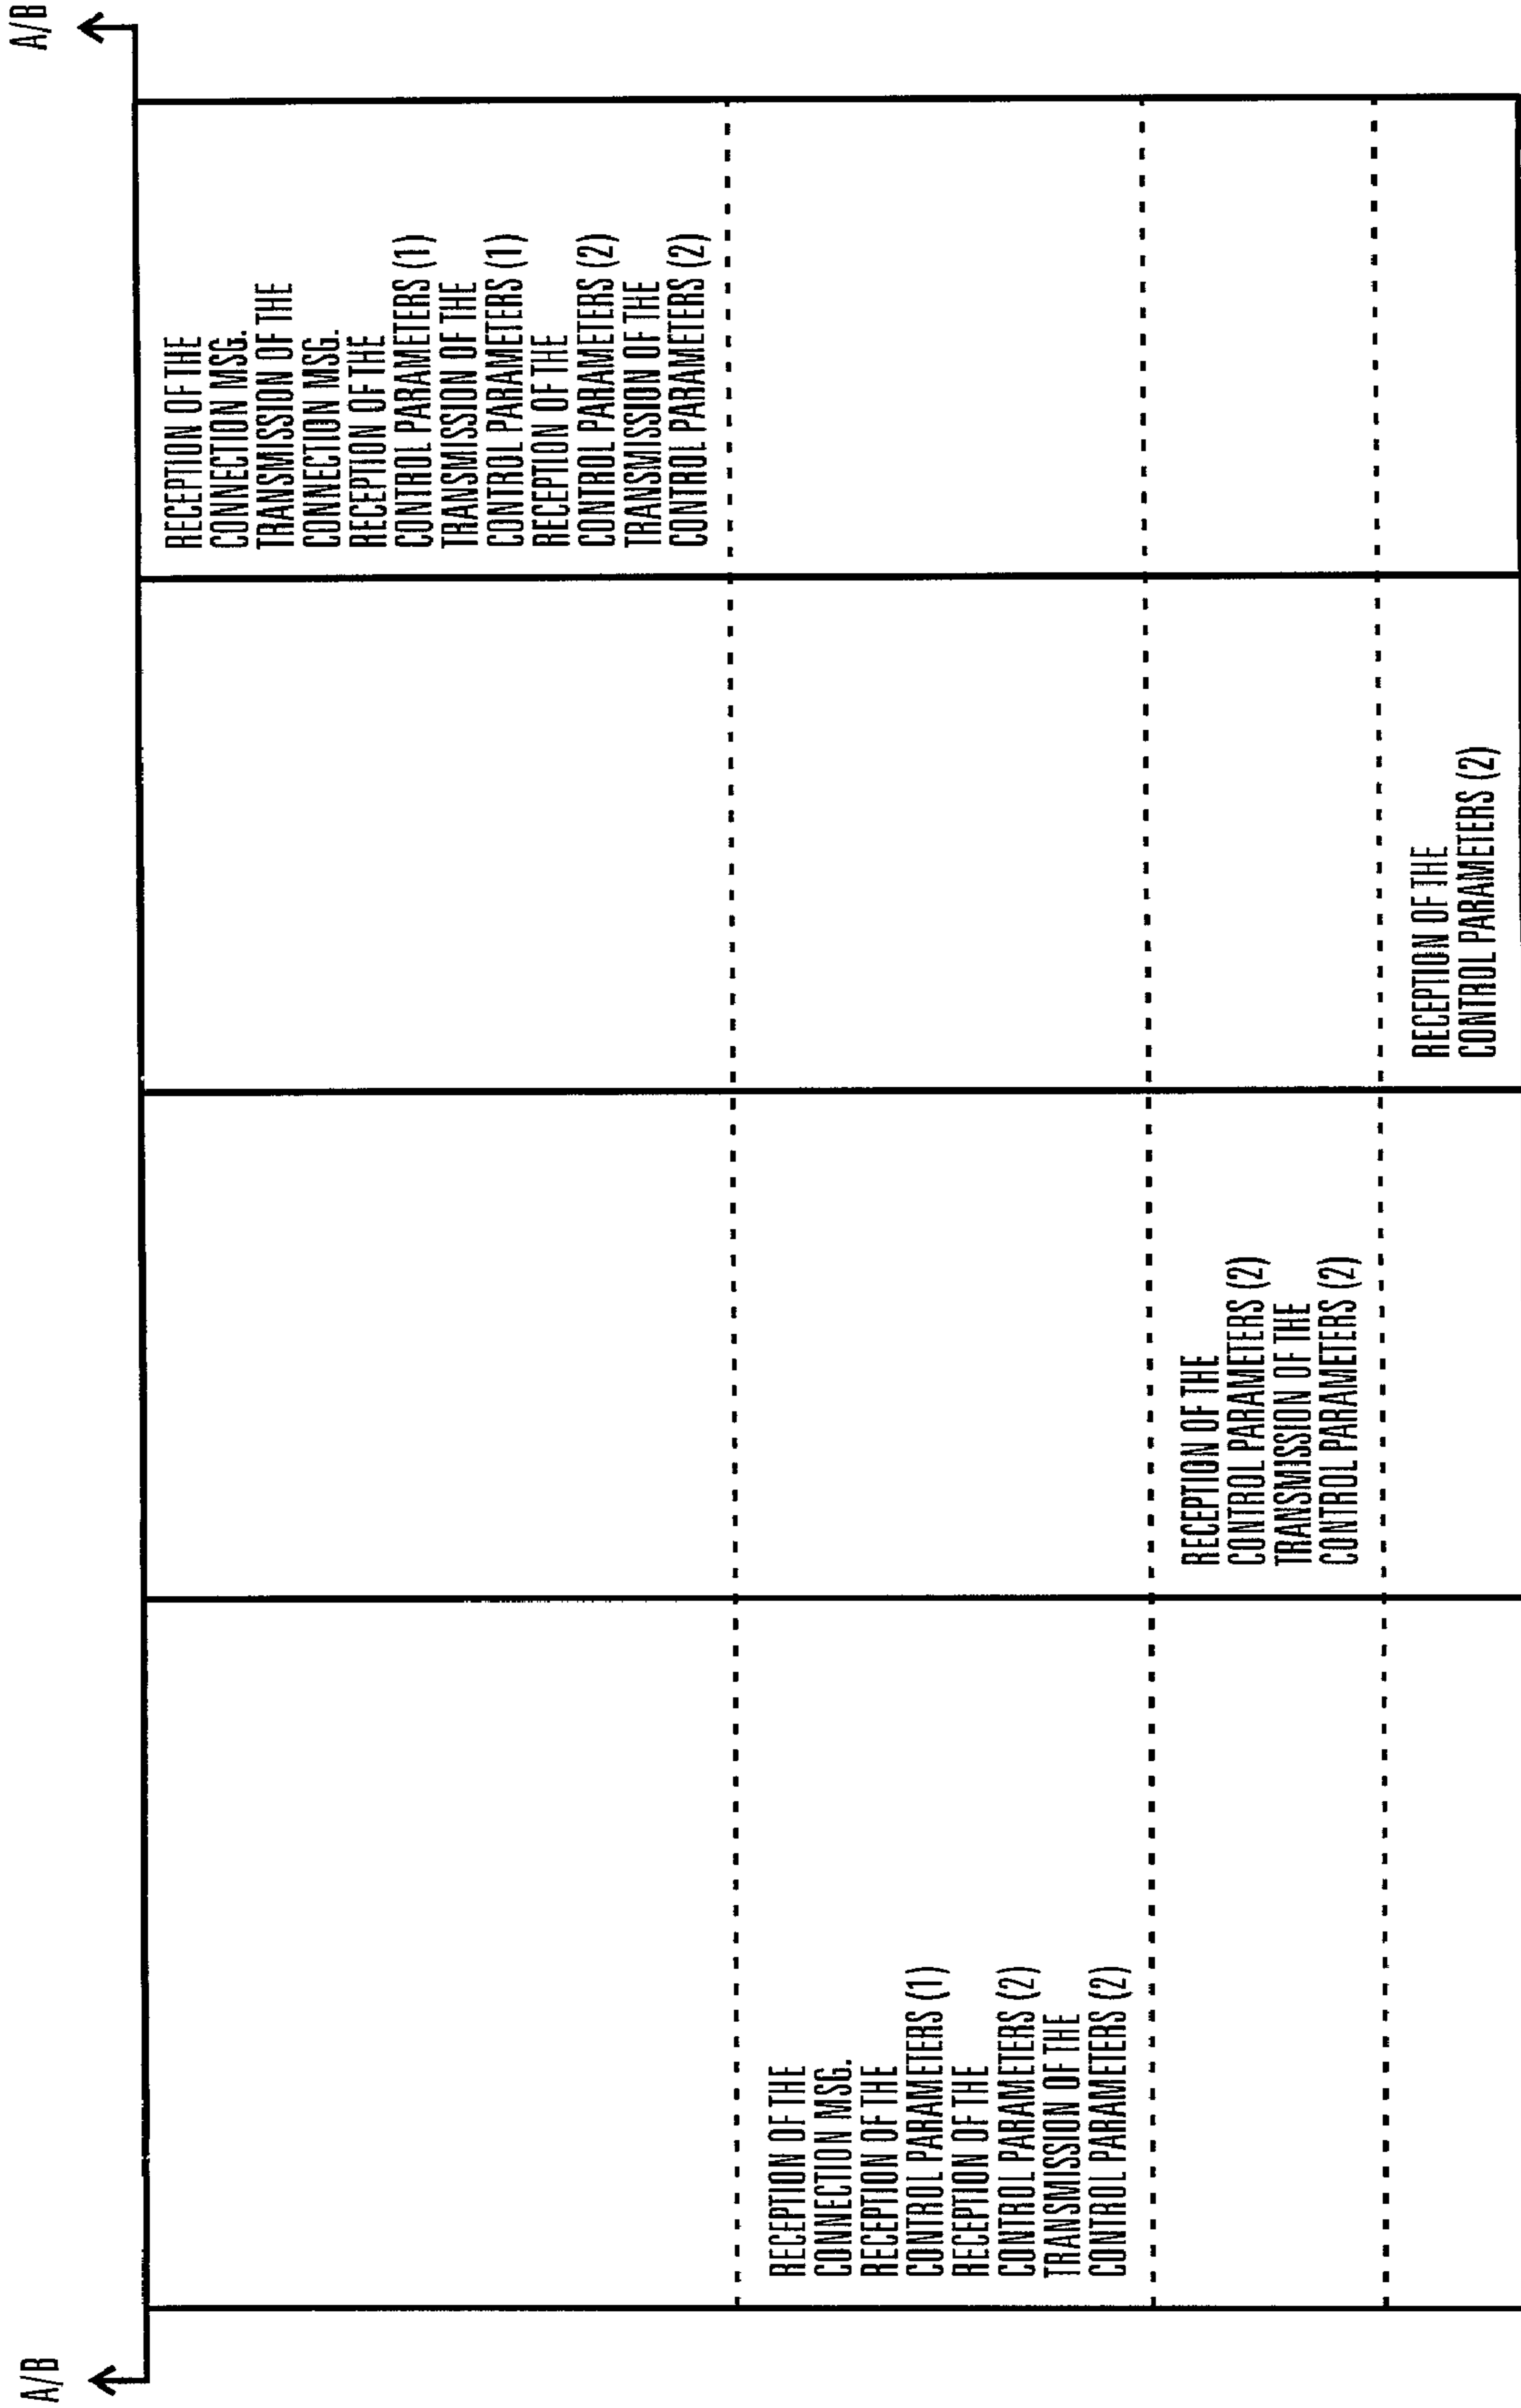 A/B
A/B
RECEPTION OF THE
CONNECTION MSG.
TRANSMISSION OF THE
CONNECTION MSG.
RECEPTION OF THE
CONTROL PARAMETERS (1)
TRANSMISSION OF THE
CONTROL PARAMETERS (1)
RECEPTION OF THE
CONTROL PARAMETERS (2)
TRANSMISSION OF THE
CONTROL PARAMETERS (2)
RECEPTION OF THE
CONNECTION MSG.
RECEPTION OF THE
CONTROL PARAMETERS (1)
RECEPTION OF THE
CONTROL PARAMETERS (2)
TRANSMISSION OF THE
CONTROL PARAMETERS (2)
RECEPTION OF THE
CONTROL PARAMETERS (2)
TRANSMISSION OF THE
CONTROL PARAMETERS (2)
RECEPTION OF THE
CONTROL PARAMETERS (2)